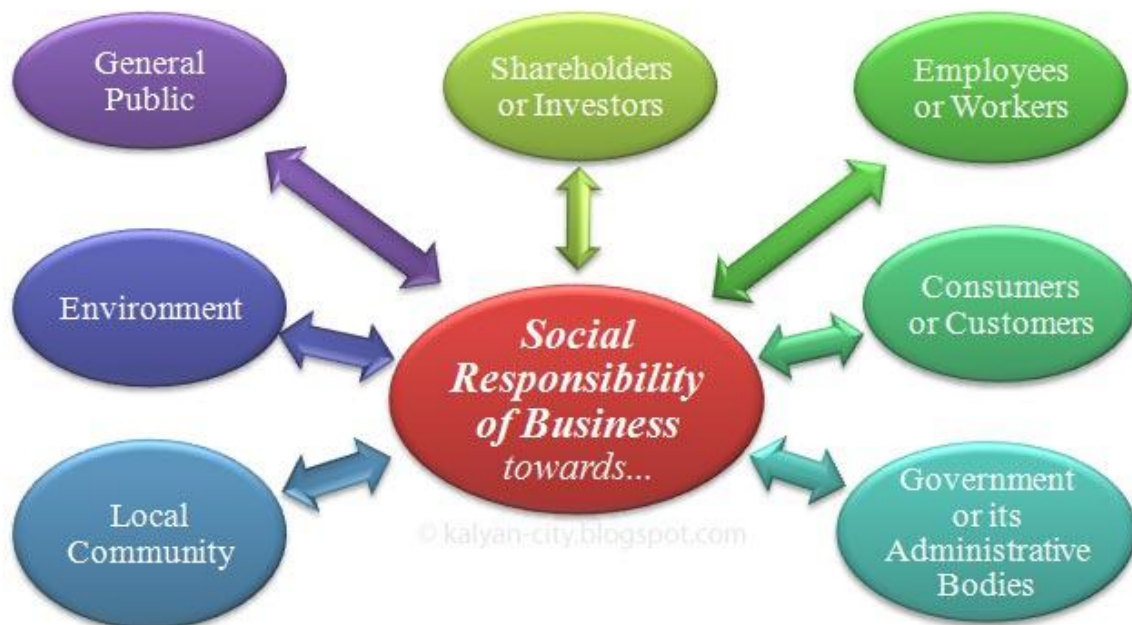 General
Public
Shareholders
or Investors
Employees
or Workers
Environment
Social
Responsibility
of Business
towards...
Consumers
or Customers
Local
Community
Government
or its
Administrative
Bodies
© kalyan-city.blogspot.com